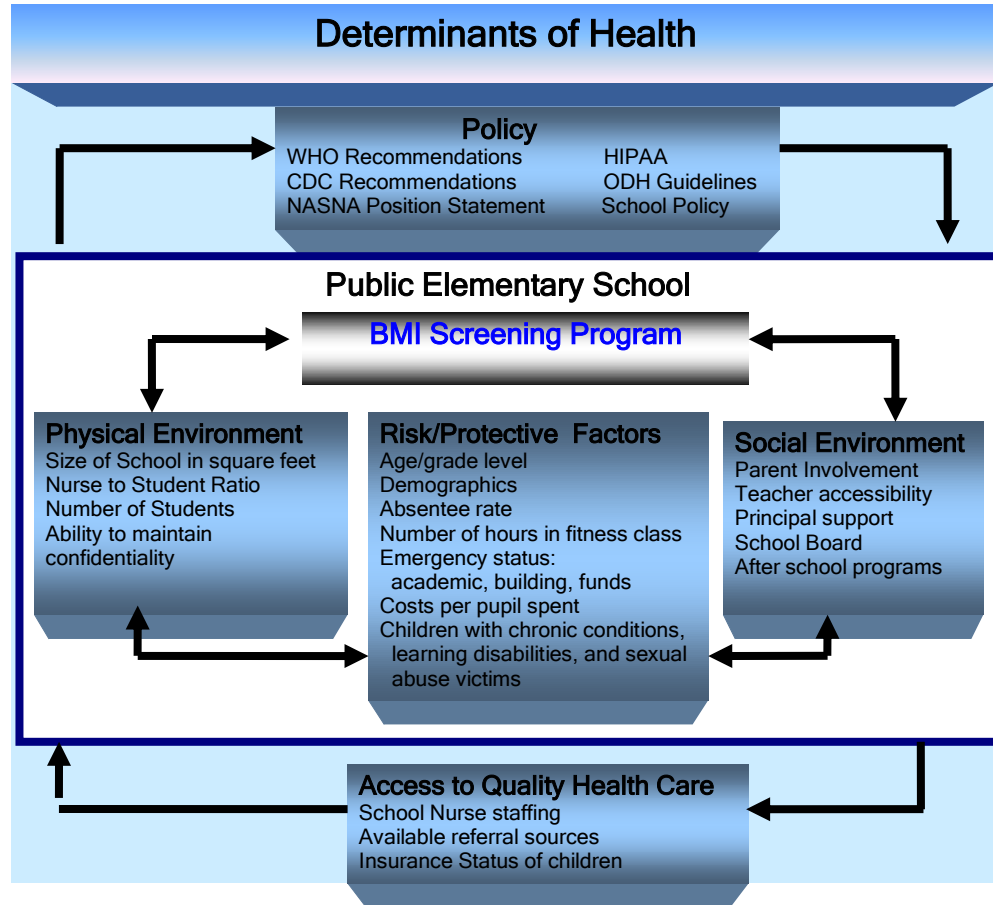 Determinants of Health
Policy
WHO Recommendations HIPAA
CDC Recommendations ODH Guidelines
NASNA Position Statement School Policy
Public Elementary School
BMI Screening Program
Physical Environment
Size of School in square feet
Nurse to Student Ratio
Number of Students
Ability to maintain
confidentiality
Risk/Protective Factors
Age/grade level
Demographics
Absentee rate
Number of hours in fitness class
Emergency status:
academic, building, funds
Costs per pupil spent
Children with chronic conditions,
learning disabilities, and sexual
abuse victims
Social Environment
Parent Involvement
Teacher accessibility
Principal support
School Board
After school programs
Access to Quality Health Care
School Nurse staffing
Available referral sources
Insurance Status of children